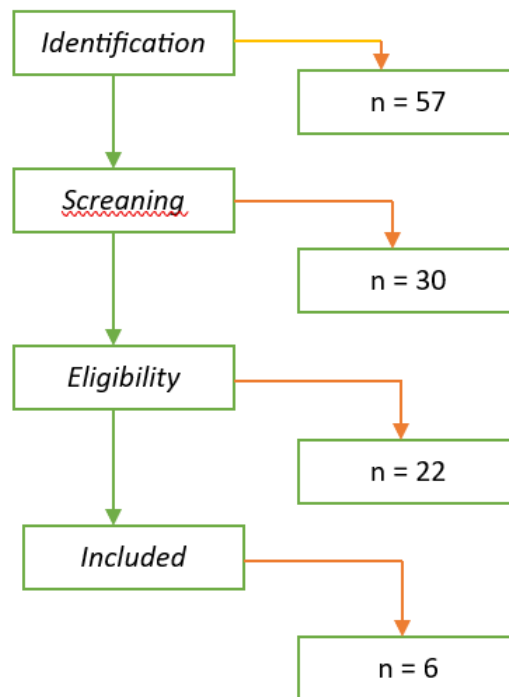 Identification
n = 57
Screaning
n = 30
Eligibility
n = 22
Included
n = 6